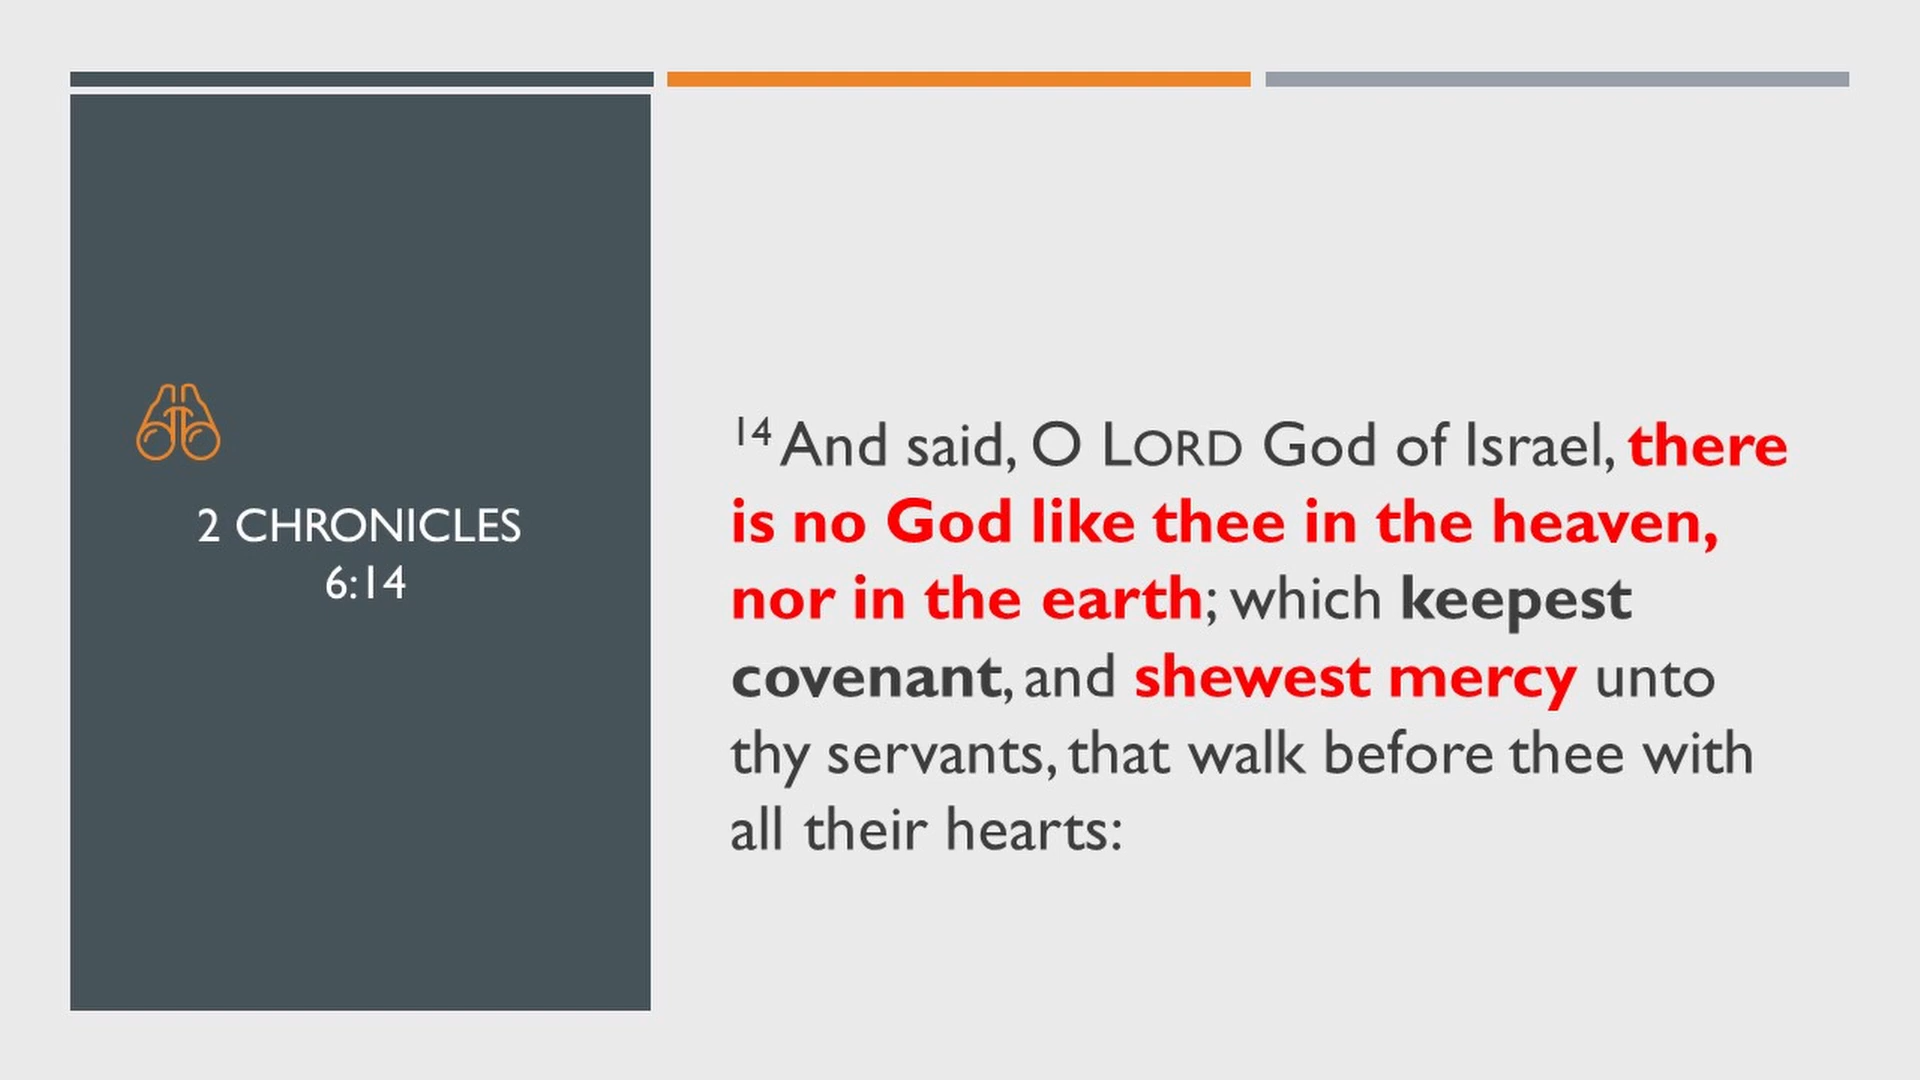 2 CHRONICLES
6:14
14 And said, O LORD God of Israel, there
is no God like thee in the heaven,
nor in the earth; which keepest
covenant, and shewest mercy unto
thy servants, that walk before thee with
all their hearts: